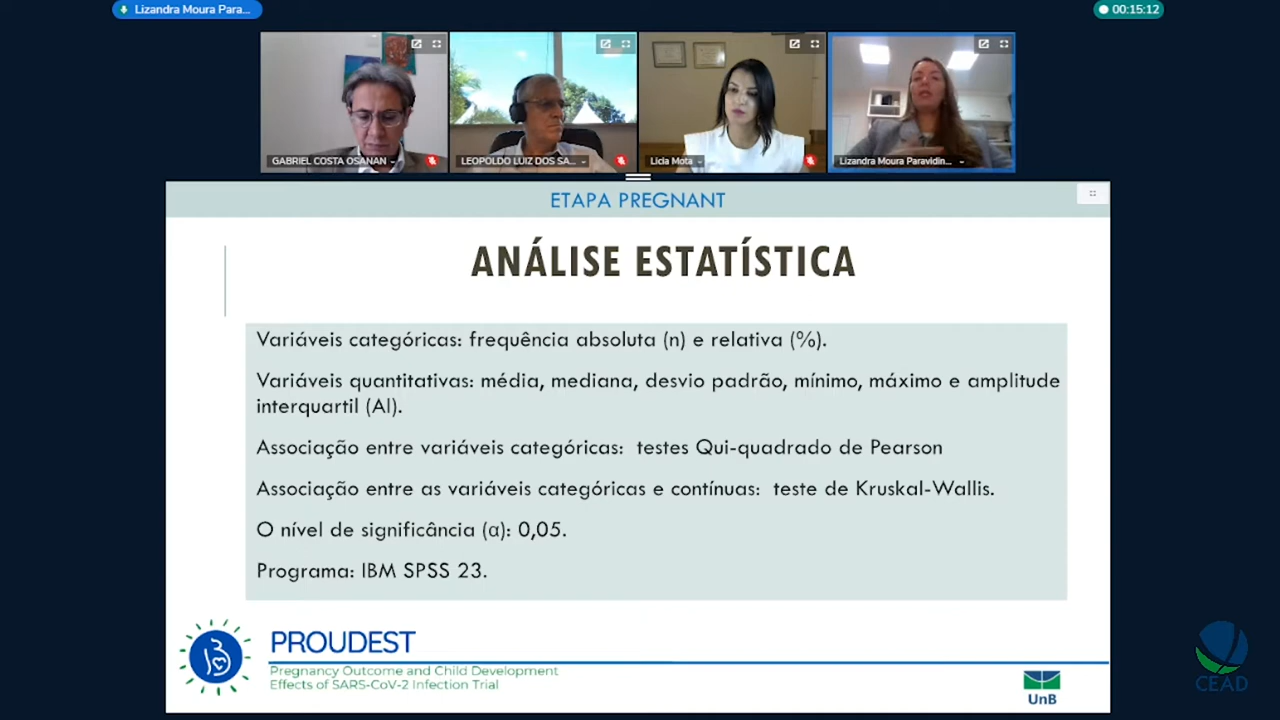 Lizandra Moura Para...
00:15:12
GABRIEL COSTA OSANAN
LEOPOLDO LUIZ DOS SA...
Licia Mota
Lizandra Moura Paravidin...
ETAPA PREGNANT
ANÁLISE ESTATÍSTICA
Variáveis categóricas: frequência absoluta (n) e relativa (%).
Variáveis quantitativas: média, mediana, desvio padrão, mínimo, máximo e amplitude
interquartil (AI).
Associação entre variáveis categóricas: testes Qui-quadrado de Pearson
Associação entre as variáveis categóricas e contínuas: teste de Kruskal-Wallis.
O nível de significância (α): 0,05.
Programa: IBM SPSS 23.
PROUDEST
Pregnancy Outcome and Child Development
Effects of SARS-CoV-2 Infection Trial
UnB
CEAD